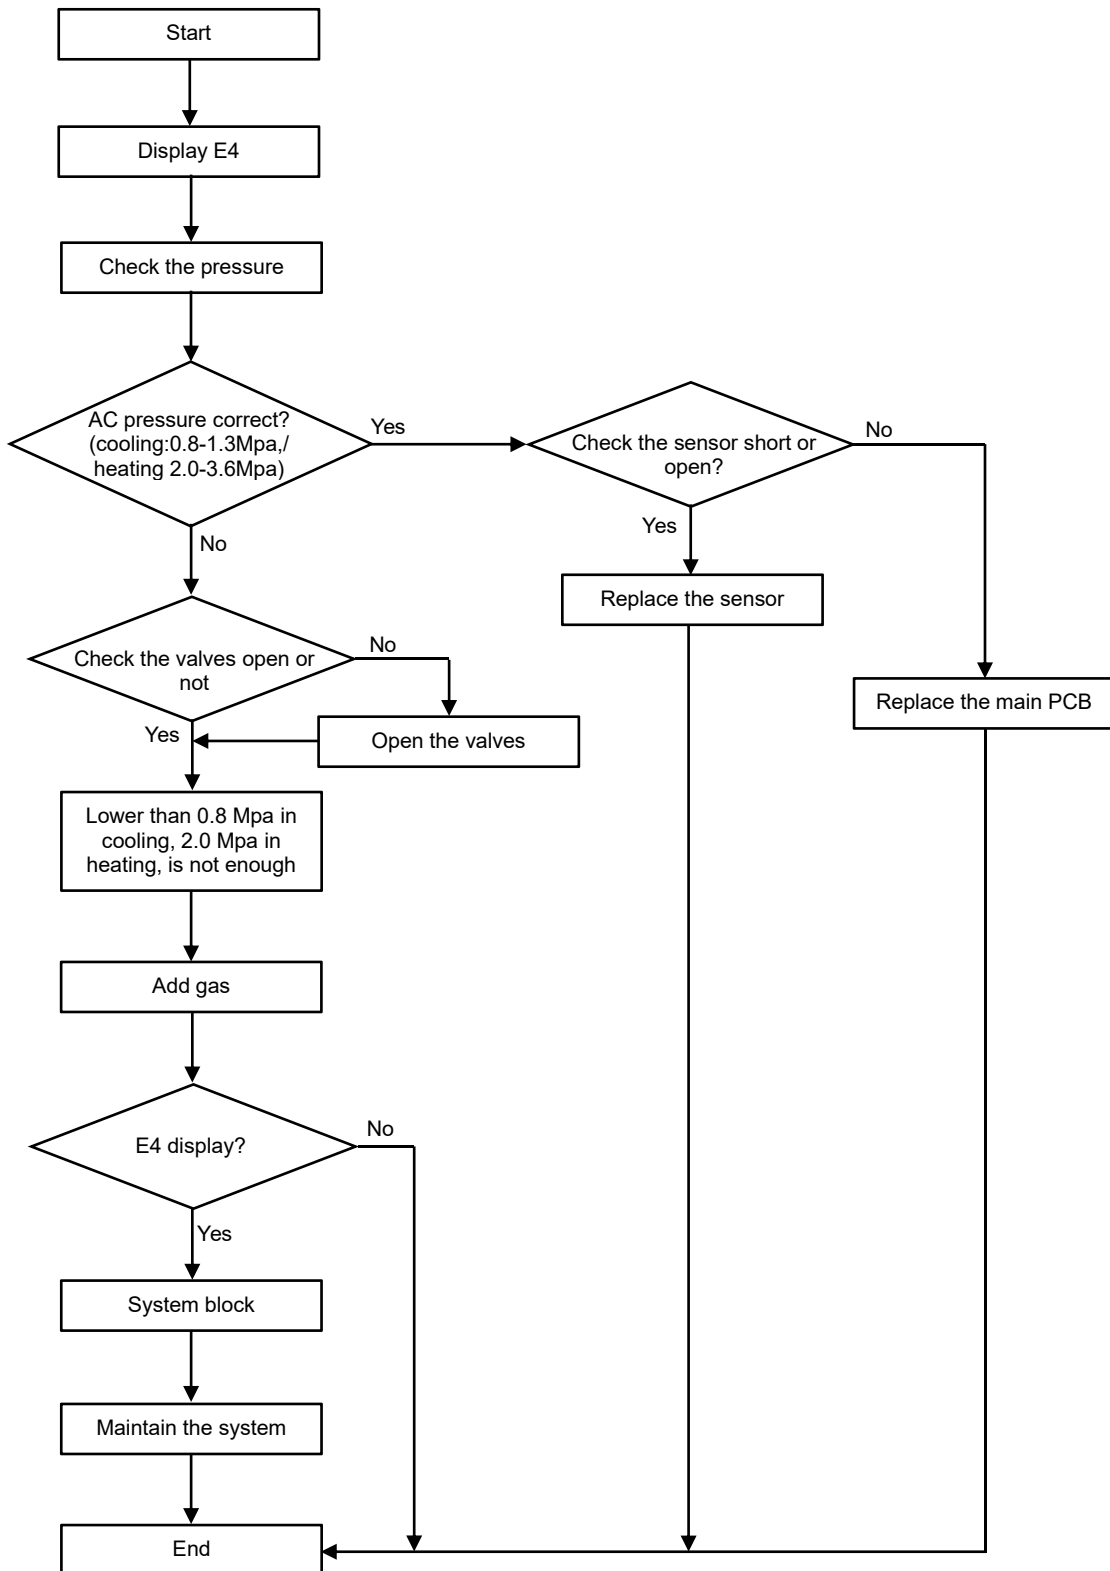 Start
Display E4
Check the pressure
AC pressure correct?
(cooling:0.8-1.3Mpa,/
heating 2.0-3.6Mpa)
Yes
Check the sensor short or
open?
No
Yes
No
Replace the sensor
Check the valves open or
not
No
Replace the main PCB
Yes
Open the valves
Lower than 0.8 Mpa in
cooling, 2.0 Mpa in
heating, is not enough
Add gas
E4 display?
No
Yes
System block
Maintain the system
End